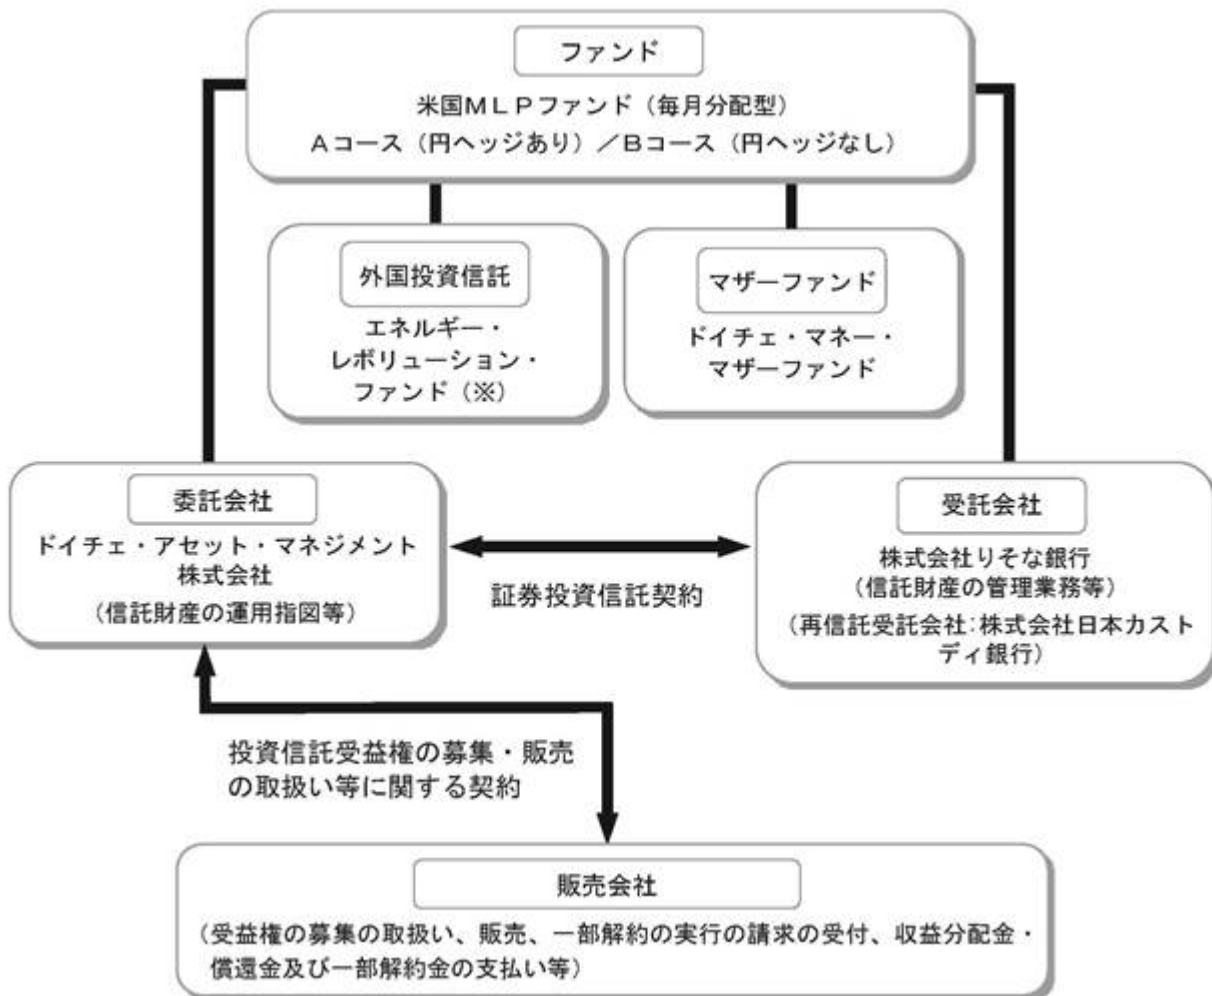 ファンド
米国MLPファンド（毎月分配型）
Aコース（円ヘッジあり）／Bコース（円ヘッジなし）
外国投資信託
エネルギー・
レボリューション・
ファンド（※）
マザーファンド
ドイチェ・マネー・
マザーファンド
委託会社
ドイチェ・アセット・マネジメント
株式会社
（信託財産の運用指図等）
証券投資信託契約
受託会社
株式会社りそな銀行
（信託財産の管理業務等）
（再信託受託会社：株式会社日本カスト
ディ銀行）
投資信託受益権の募集・販売
の取扱い等に関する契約
販売会社
（受益権の募集の取扱い、販売、一部解約の実行の請求の受付、収益分配金・
償還金及び一部解約金の支払い等）